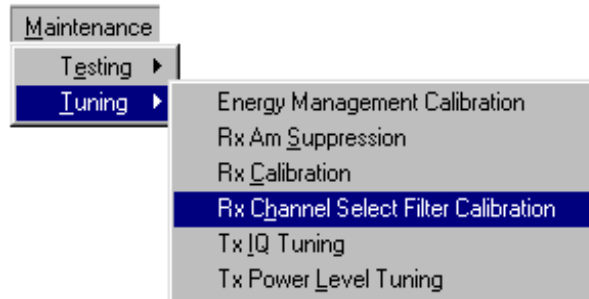 Maintenance
Testing
Tuning
Energy Management Calibration
Rx Am Suppression
Rx Calibration
Rx Channel Select Filter Calibration
Tx IQ Tuning
Tx Power Level Tuning